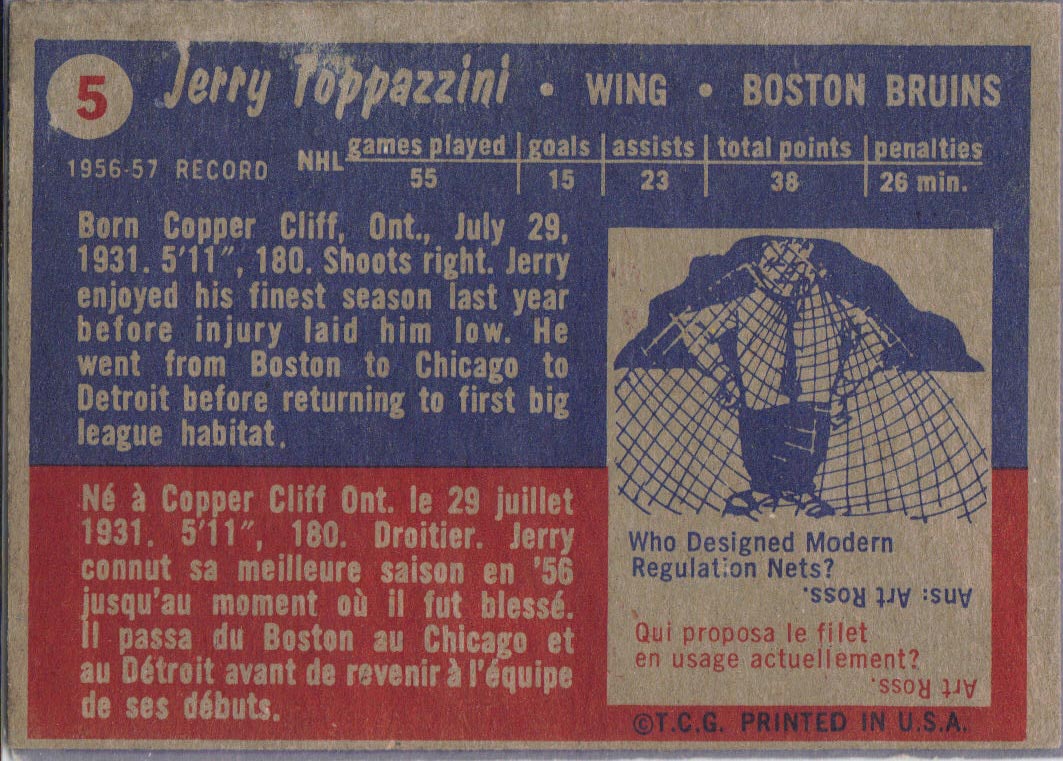 5 Jerry Toppazzini • WING • BOSTON BRUINS
1956-57 RECORD NHL games played goals assists total points penalties
55 15 23 38 26 min.
Born Copper Cliff, Ont., July 29,
1931. 5'11", 180. Shoots right. Jerry
enjoyed his finest season last year
before injury laid him low. He
went from Boston to Chicago to
Detroit before returning to first big
league habitat.
Né à Copper Cliff Ont. le 29 juillet
1931. 5'11", 180. Droitier. Jerry
connut sa meilleure saison en '56
jusqu'au moment où il fut blessé.
Il passa du Boston au Chicago et
au Détroit avant de revenir à l'équipe
de ses débuts.
Who Designed Modern
Regulation Nets?
Ans: Art Ross.
Qui proposa le filet
en usage actuellement?
Art Ross.
©T.C.G. PRINTED IN U.S.A.